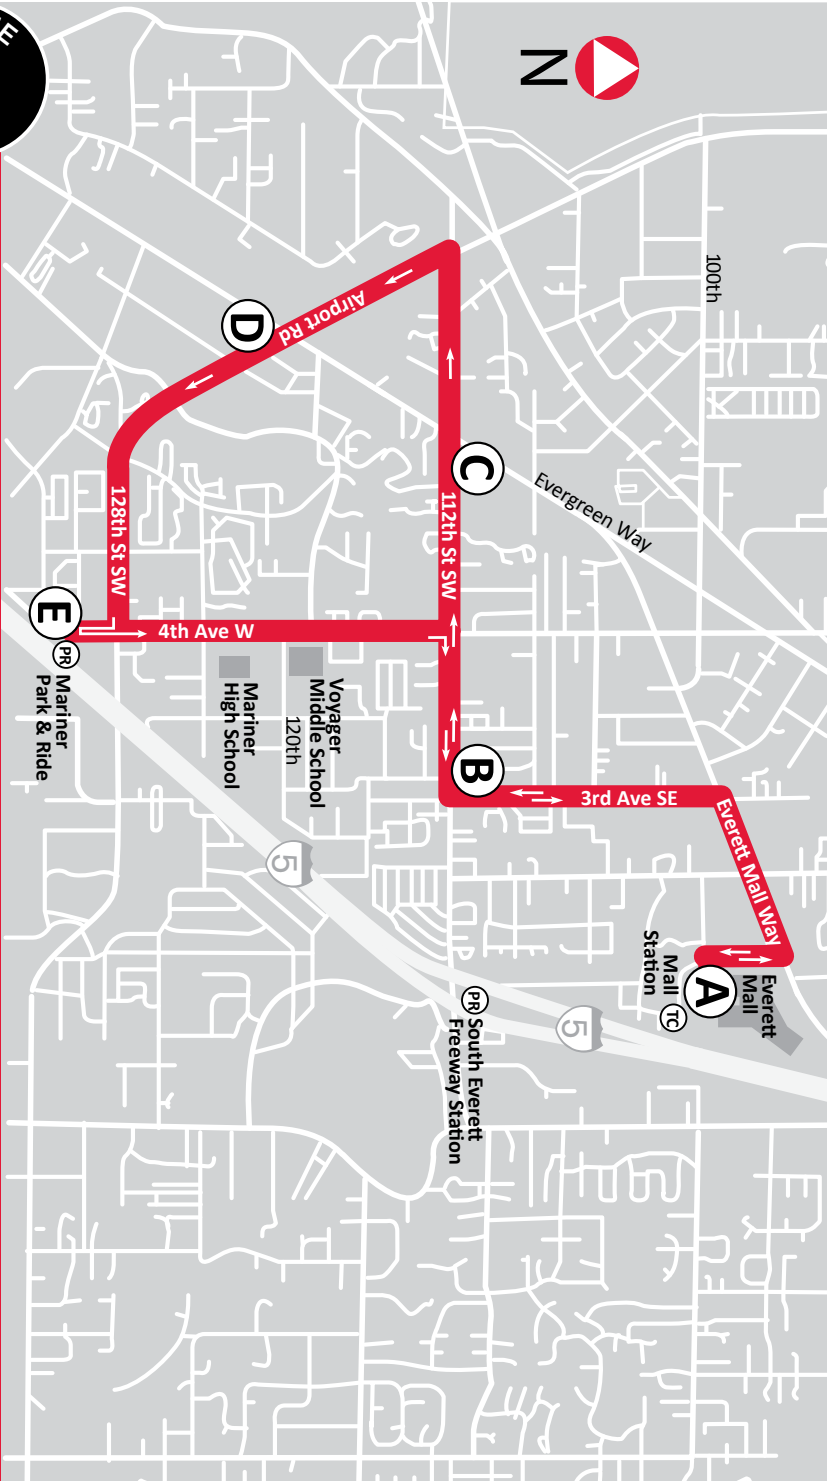 N
100th
Airport Rd
D
C
Evergreen Way
112th St SW
128th St SW
E
4th Ave W
PR
Mariner
Park & Ride
Mariner
High School
Voyager
Middle School
120th
B
3rd Ave SE
Everett Mall Way
Everett
Mall
A
Mall
Station
TC
5
5
PR
South Everett
Freeway Station